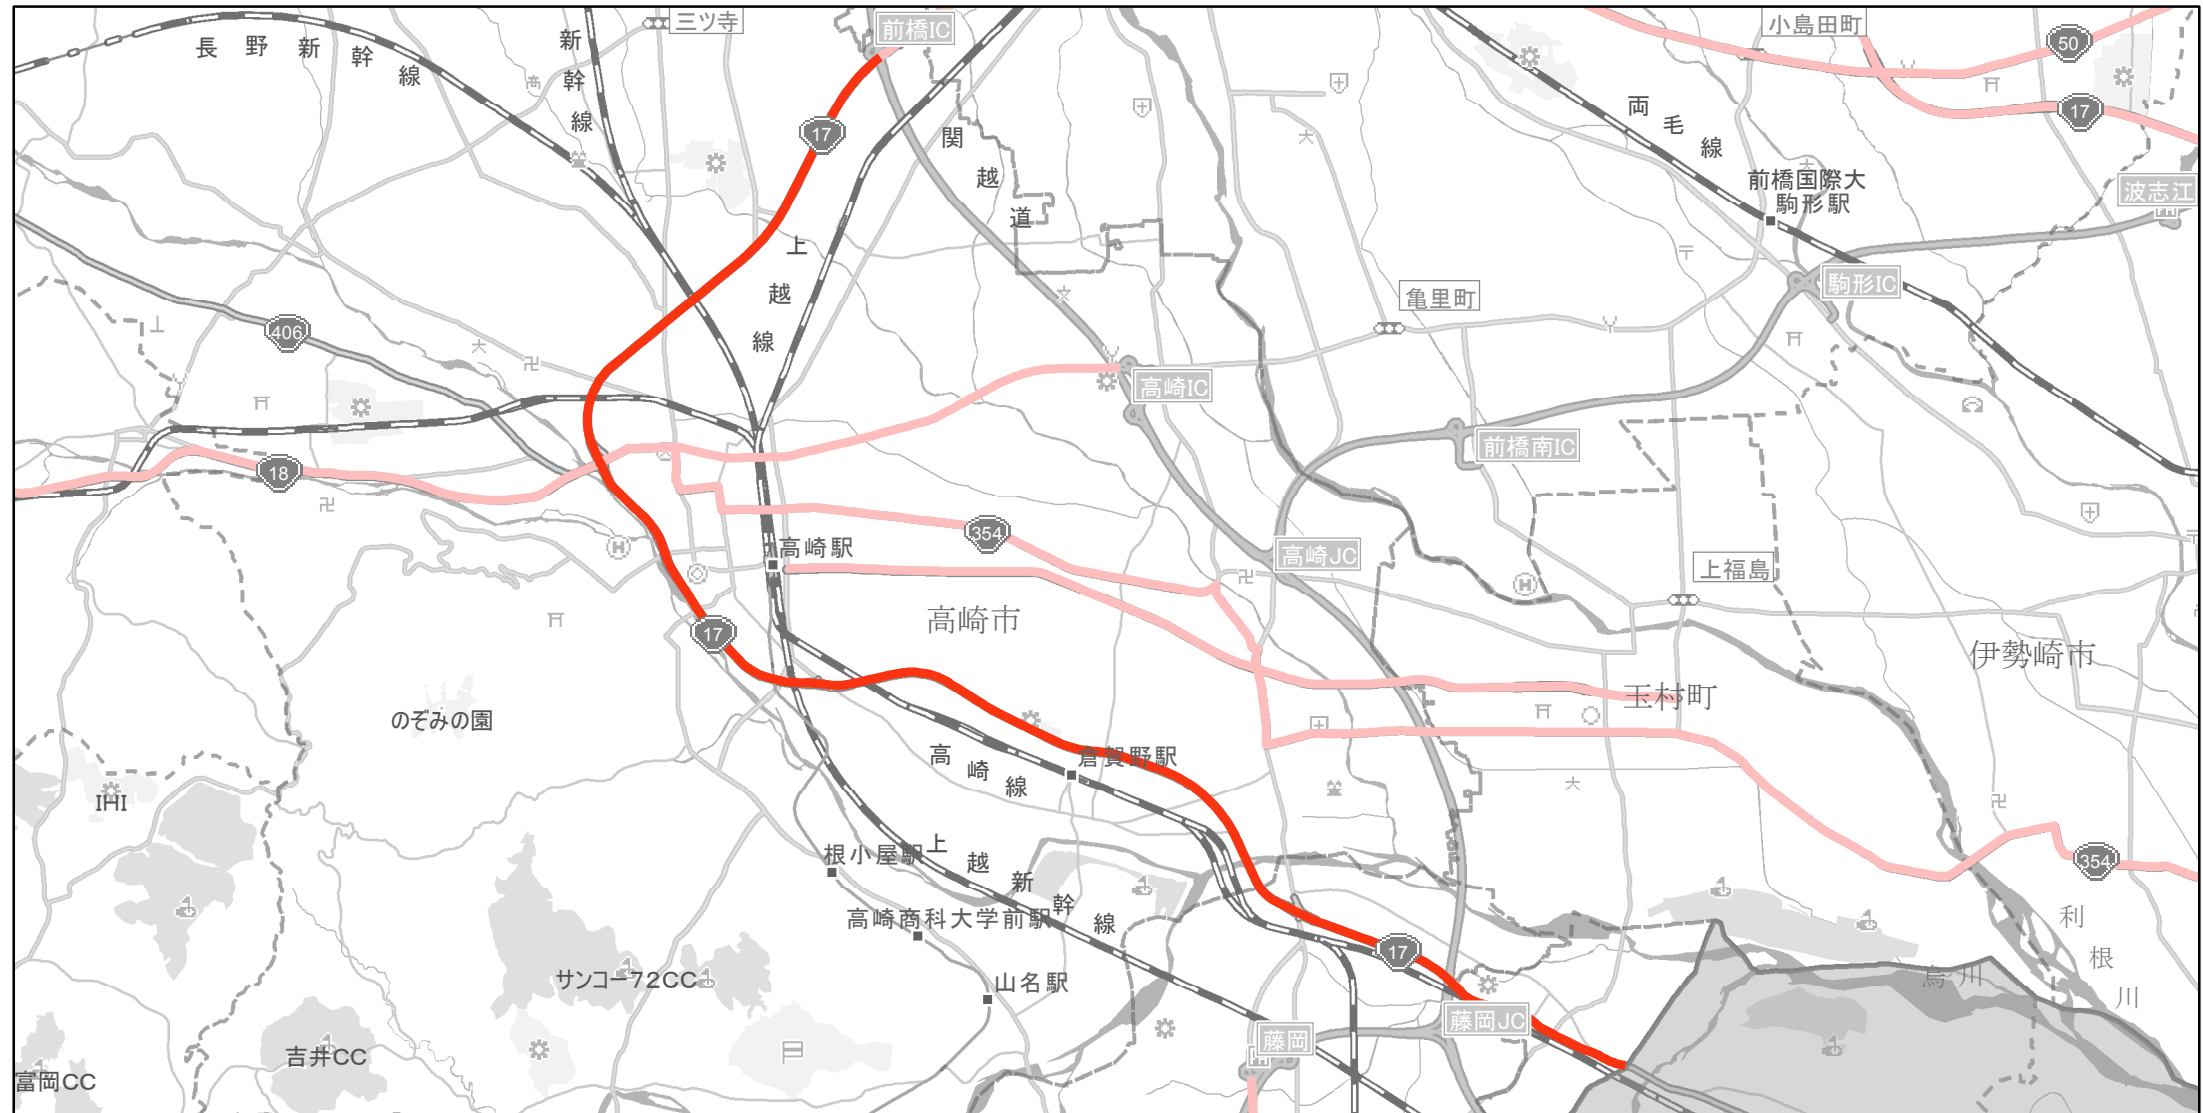 三ツ寺
前橋IC
小島田町
50
17
長野新幹線
新幹線
17
関越道
両毛線
前橋国際大
駒形駅
波志江
上越線
駒形IC
亀里町
406
高崎IC
前橋南IC
18
354
高崎駅
高崎JC
上福島
高崎市
17
伊勢崎市
玉村町
のぞみの園
高崎線
倉賀野駅
IHI
根小屋駅
上越新幹線
354
高崎商科大学前駅
利根川
17
烏川
サンコー72CC
山名駅
藤岡JC
藤岡
吉井CC
富岡CC